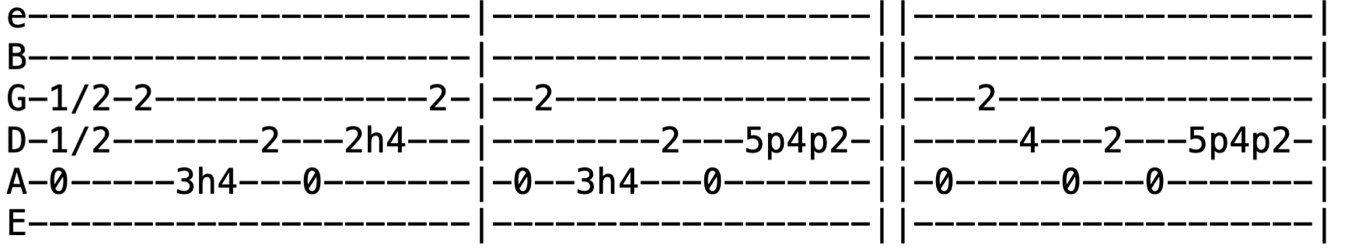 e---------------------|------------------||-------------------|
B---------------------|------------------||-------------------|
G-1/2-2-------------2-|--2---------------||---2---------------|
D-1/2-------2---2h4---|--------2---5p4p2-||-----4---2---5p4p2-|
A-0-----3h4---0-------|-0--3h4---0-------||-0-----0---0-------|
E---------------------|------------------||-------------------|